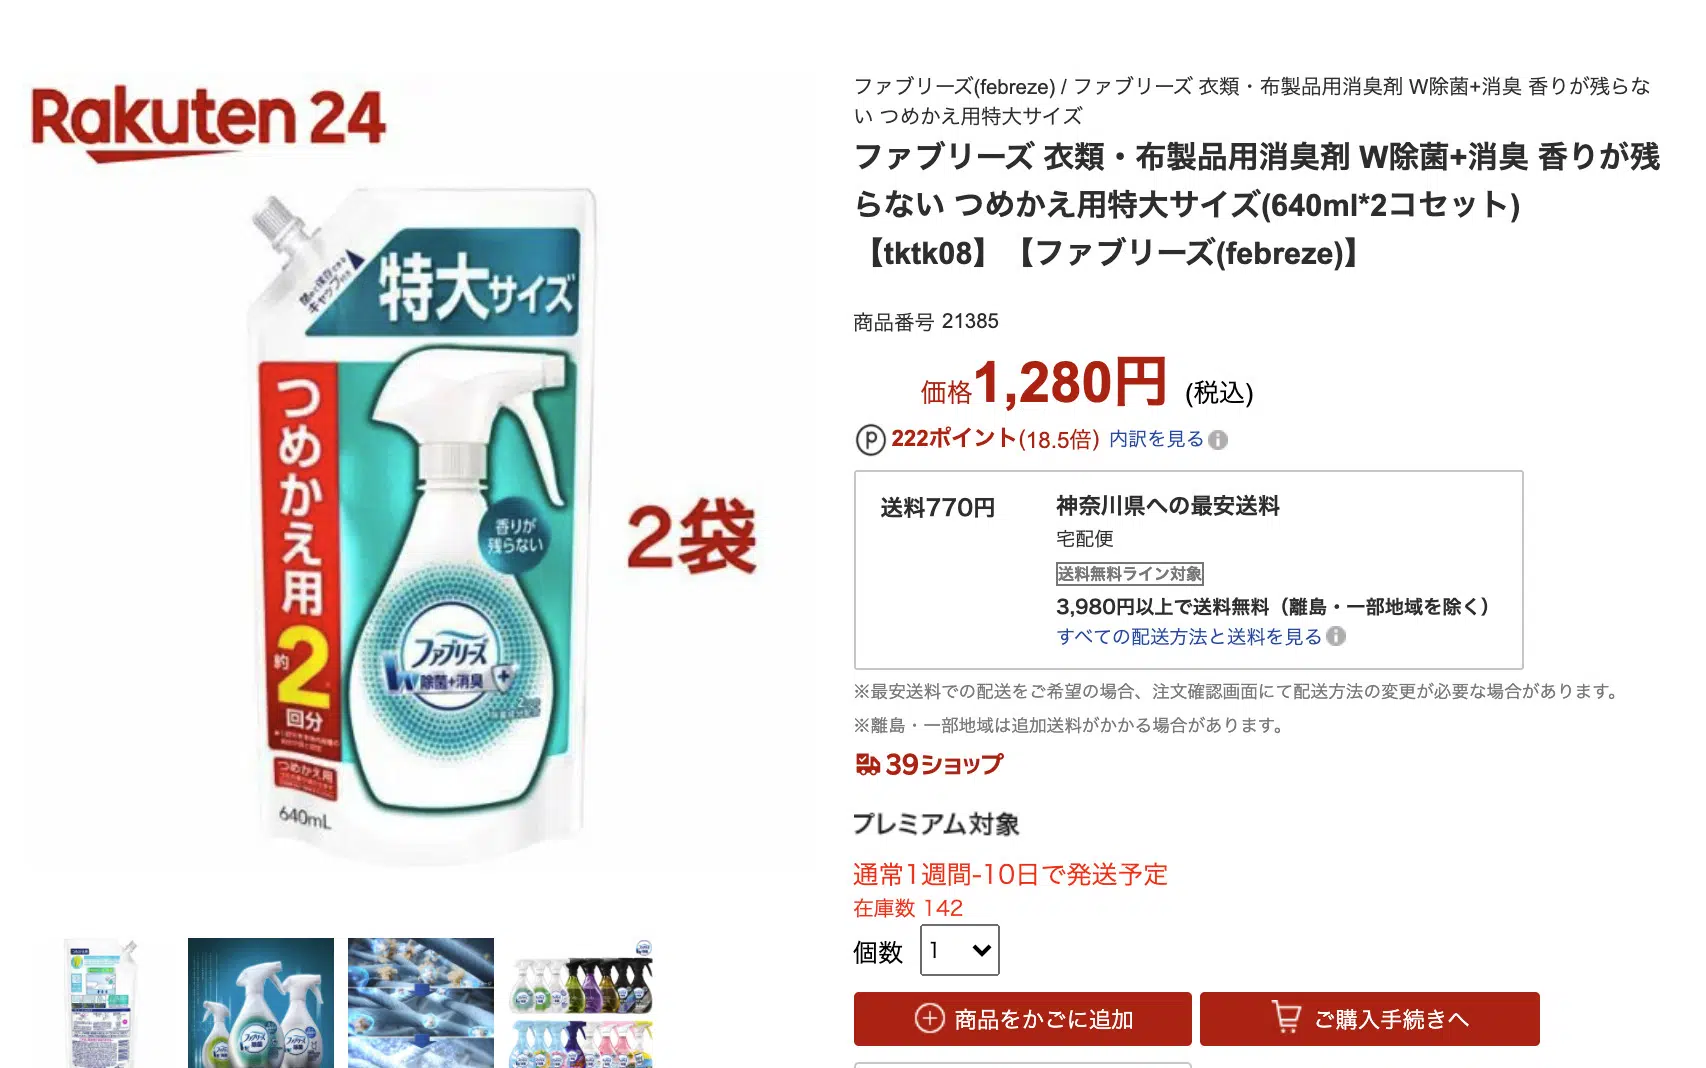 Rakuten 24
特大サイズ
つめかえ用
約2回分
香りが
残らない
ファブリーズ
W除菌+消臭
つめかえ用
640mL
2袋
ファブリーズ(febreze) / ファブリーズ 衣類・布製品用消臭剤 W除菌+消臭 香りが残らな
い つめかえ用特大サイズ
ファブリーズ 衣類・布製品用消臭剤 W除菌+消臭 香りが残
らない つめかえ用特大サイズ(640ml*2コセット)
【tktk08】【ファブリーズ(febreze)】
商品番号 21385
価格1,280円 (税込)
P 222ポイント(18.5倍) 内訳を見る i
送料770円
神奈川県への最安送料
宅配便
送料無料ライン対象
3,980円以上で送料無料（離島・一部地域を除く）
すべての配送方法と送料を見る i
※最安送料での配送をご希望の場合、注文確認画面にて配送方法の変更が必要な場合があります。
※離島・一部地域は追加送料がかかる場合があります。
39ショップ
プレミアム対象
通常1週間-10日で発送予定
在庫数 142
個数 1
商品をかごに追加
ご購入手続きへ